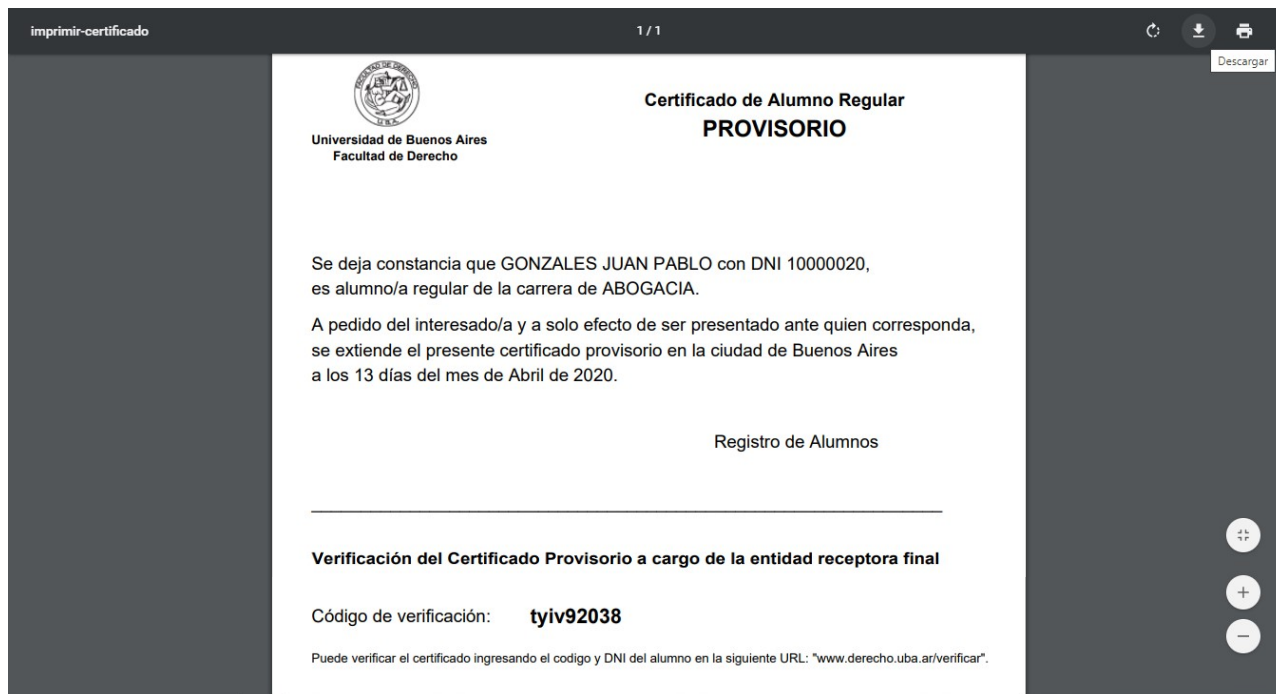 imprimir-certificado
1 / 1
Descargar
FACULTAD DE DERECHO
U.B.A.
Universidad de Buenos Aires
Facultad de Derecho
Certificado de Alumno Regular
PROVISORIO
Se deja constancia que GONZALES JUAN PABLO con DNI 10000020,
es alumno/a regular de la carrera de ABOGACIA.
A pedido del interesado/a y a solo efecto de ser presentado ante quien corresponda,
se extiende el presente certificado provisorio en la ciudad de Buenos Aires
a los 13 días del mes de Abril de 2020.
Registro de Alumnos
Verificación del Certificado Provisorio a cargo de la entidad receptora final
Código de verificación: tyiv92038
Puede verificar el certificado ingresando el codigo y DNI del alumno en la siguiente URL: "www.derecho.uba.ar/verificar".